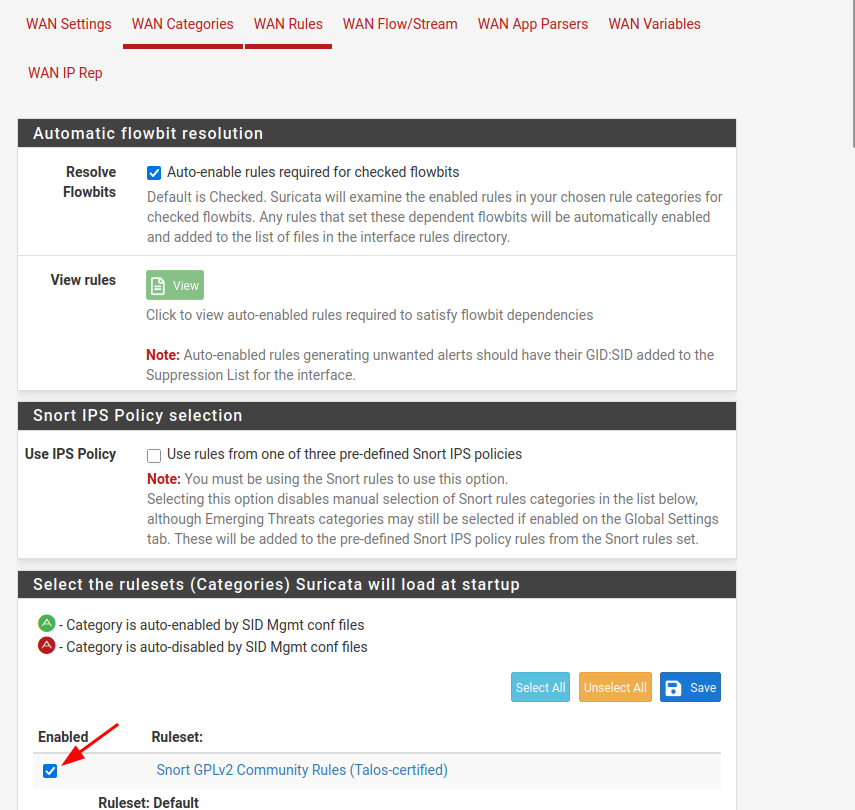 WAN Settings WAN Categories WAN Rules WAN Flow/Stream WAN App Parsers WAN Variables
WAN IP Rep
Automatic flowbit resolution
Resolve Flowbits
Auto-enable rules required for checked flowbits
Default is Checked. Suricata will examine the enabled rules in your chosen rule categories for
checked flowbits. Any rules that set these dependent flowbits will be automatically enabled
and added to the list of files in the interface rules directory.
View rules
View
Click to view auto-enabled rules required to satisfy flowbit dependencies
Note: Auto-enabled rules generating unwanted alerts should have their GID:SID added to the
Suppression List for the interface.
Snort IPS Policy selection
Use IPS Policy
Use rules from one of three pre-defined Snort IPS policies
Note: You must be using the Snort rules to use this option.
Selecting this option disables manual selection of Snort rules categories in the list below,
although Emerging Threats categories may still be selected if enabled on the Global Settings
tab. These will be added to the pre-defined Snort IPS policy rules from the Snort rules set.
Select the rulesets (Categories) Suricata will load at startup
- Category is auto-enabled by SID Mgmt conf files
- Category is auto-disabled by SID Mgmt conf files
Select All Unselect All Save
Enabled Ruleset:
Snort GPLv2 Community Rules (Talos-certified)
Ruleset: Default